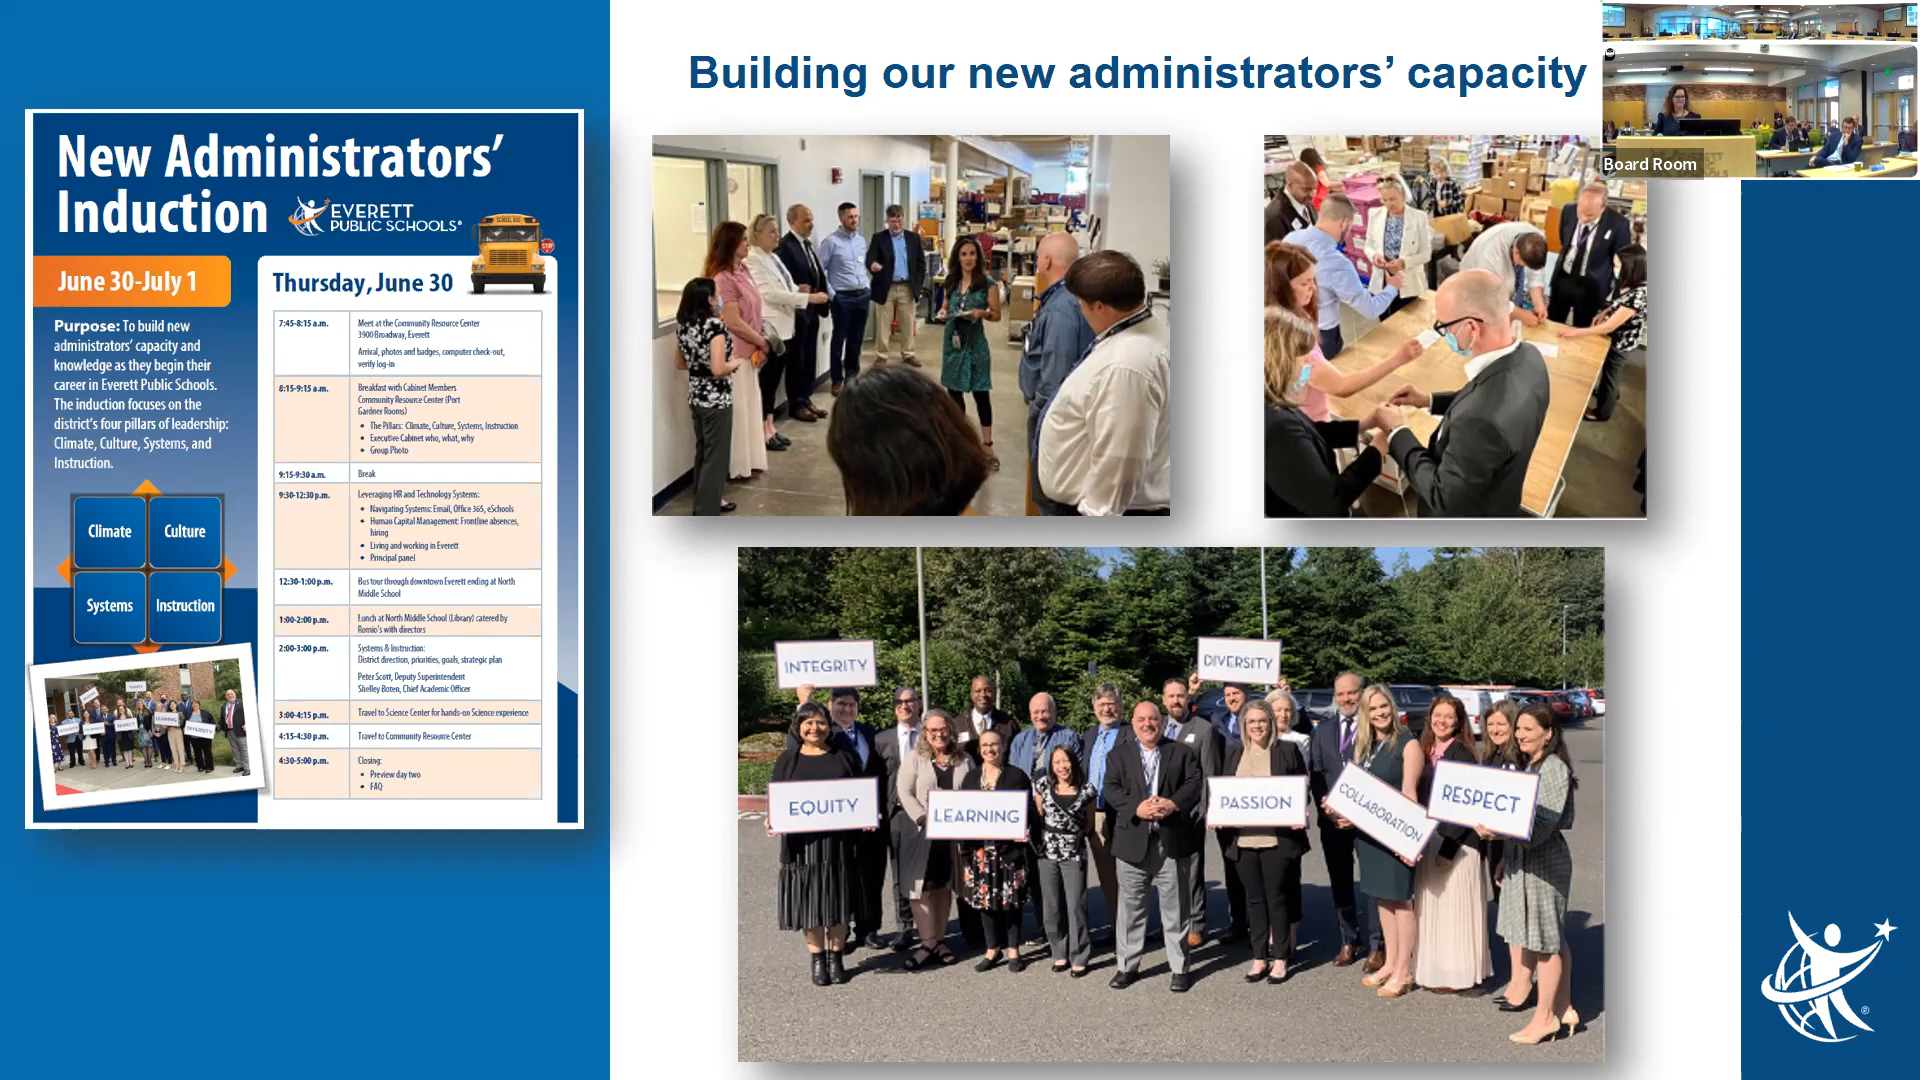 Building our new administrators’ capacity
Board Room
New Administrators’
Induction
EVERETT
PUBLIC SCHOOLS®
SCHOOL BUS
STOP
June 30-July 1
Purpose: To build new
administrators’ capacity and
knowledge as they begin their
career in Everett Public Schools.
The induction focuses on the
district’s four pillars of leadership:
Climate, Culture, Systems, and
Instruction.
Climate
Culture
Systems
Instruction
Thursday, June 30
7:45-8:15 a.m.
Meet at the Community Resource Center
3900 Broadway, Everett
Arrival, photos and badges, computer check-out,
verify log-in
8:15-9:15 a.m.
Breakfast with Cabinet Members
Community Resource Center (Port
Gardner Rooms)
• The Pillars: Climate, Culture, Systems, Instruction
• Executive Cabinet who, what, why
• Group Photo
9:15-9:30 a.m.
Break
9:30-12:30 p.m.
Leveraging HR and Technology Systems:
• Navigating Systems: Email, Office 365, eSchools
• Human Capital Management: Frontline absences,
hiring
• Living and working in Everett
• Principal panel
12:30-1:00 p.m.
Bus tour through downtown Everett ending at North
Middle School
1:00-2:00 p.m.
Lunch at North Middle School (Library) catered by
Romio's with directors
2:00-3:00 p.m.
Systems & Instruction:
District direction, priorities, goals, strategic plan
Peter Scott, Deputy Superintendent
Shelley Boten, Chief Academic Officer
3:00-4:15 p.m.
Travel to Science Center for hands-on Science experience
4:15-4:30 p.m.
Travel to Community Resource Center
4:30-5:00 p.m.
Closing:
• Preview day two
• FAQ
INTEGRITY
DIVERSITY
EQUITY
LEARNING
PASSION
COLLABORATION
RESPECT
®